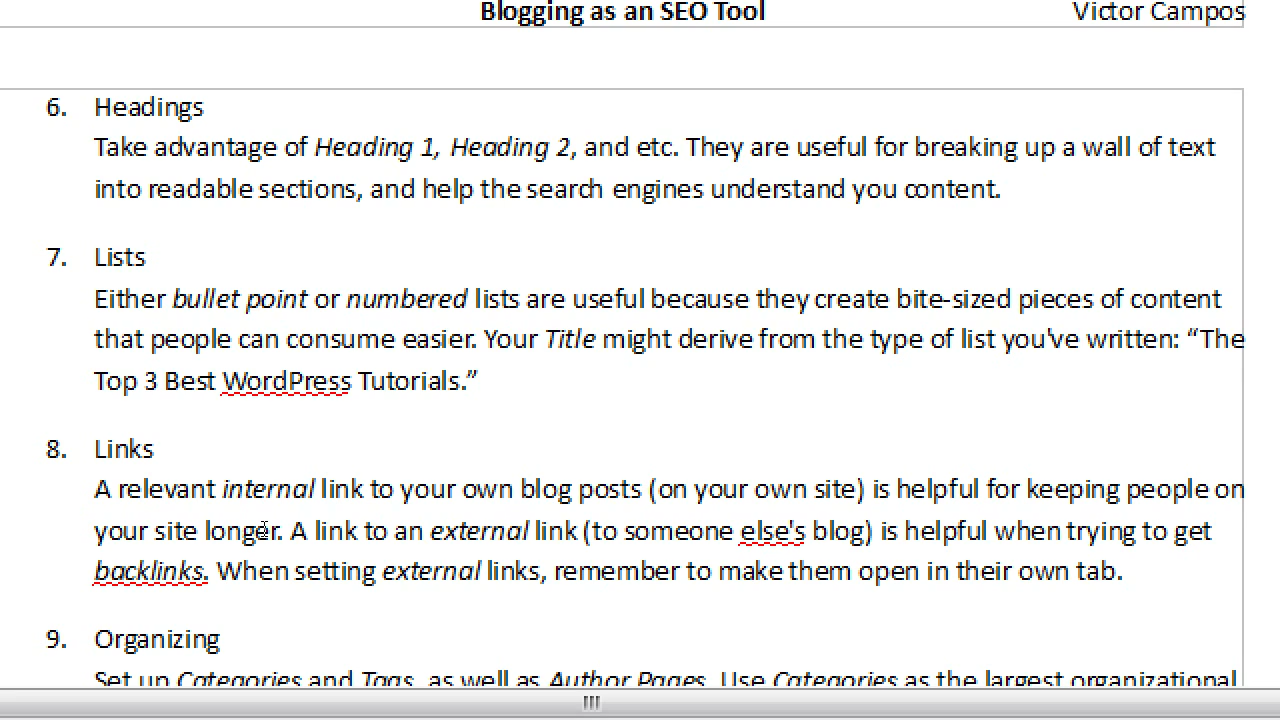 Blogging as an SEO Tool Victor Campos
6. Headings
Take advantage of Heading 1, Heading 2, and etc. They are useful for breaking up a wall of text
into readable sections, and help the search engines understand you content.
7. Lists
Either bullet point or numbered lists are useful because they create bite-sized pieces of content
that people can consume easier. Your Title might derive from the type of list you've written: “The
Top 3 Best WordPress Tutorials.”
8. Links
A relevant internal link to your own blog posts (on your own site) is helpful for keeping people on
your site longer. A link to an external link (to someone else's blog) is helpful when trying to get
backlinks. When setting external links, remember to make them open in their own tab.
9. Organizing
Set up Categories and Tags, as well as Author Pages. Use Categories as the largest organizational